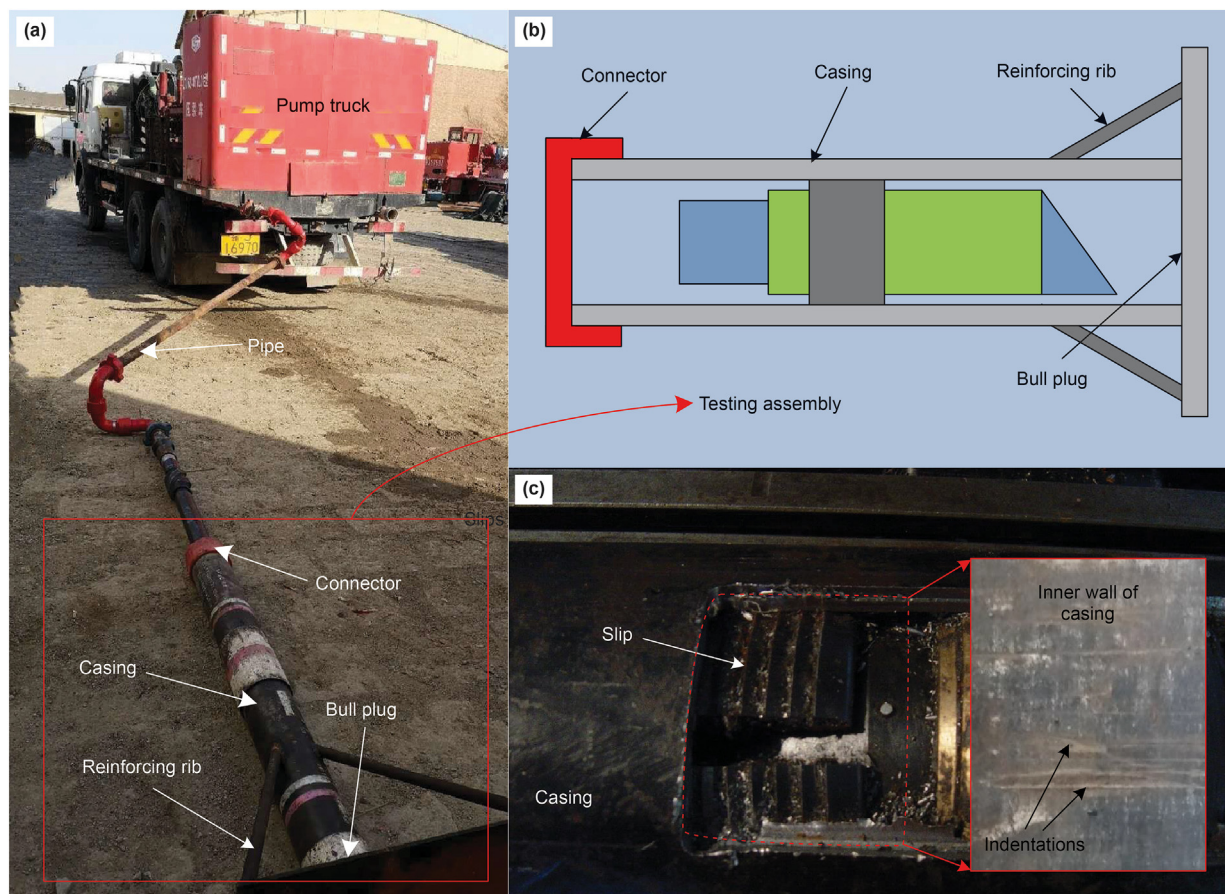 (a)
Pump truck
16970
Pipe
Slips
Connector
Casing
Bull plug
Reinforcing rib
(b)
Connector
Casing
Reinforcing rib
Bull plug
Testing assembly
(c)
Slip
Casing
Inner wall of
casing
Indentations